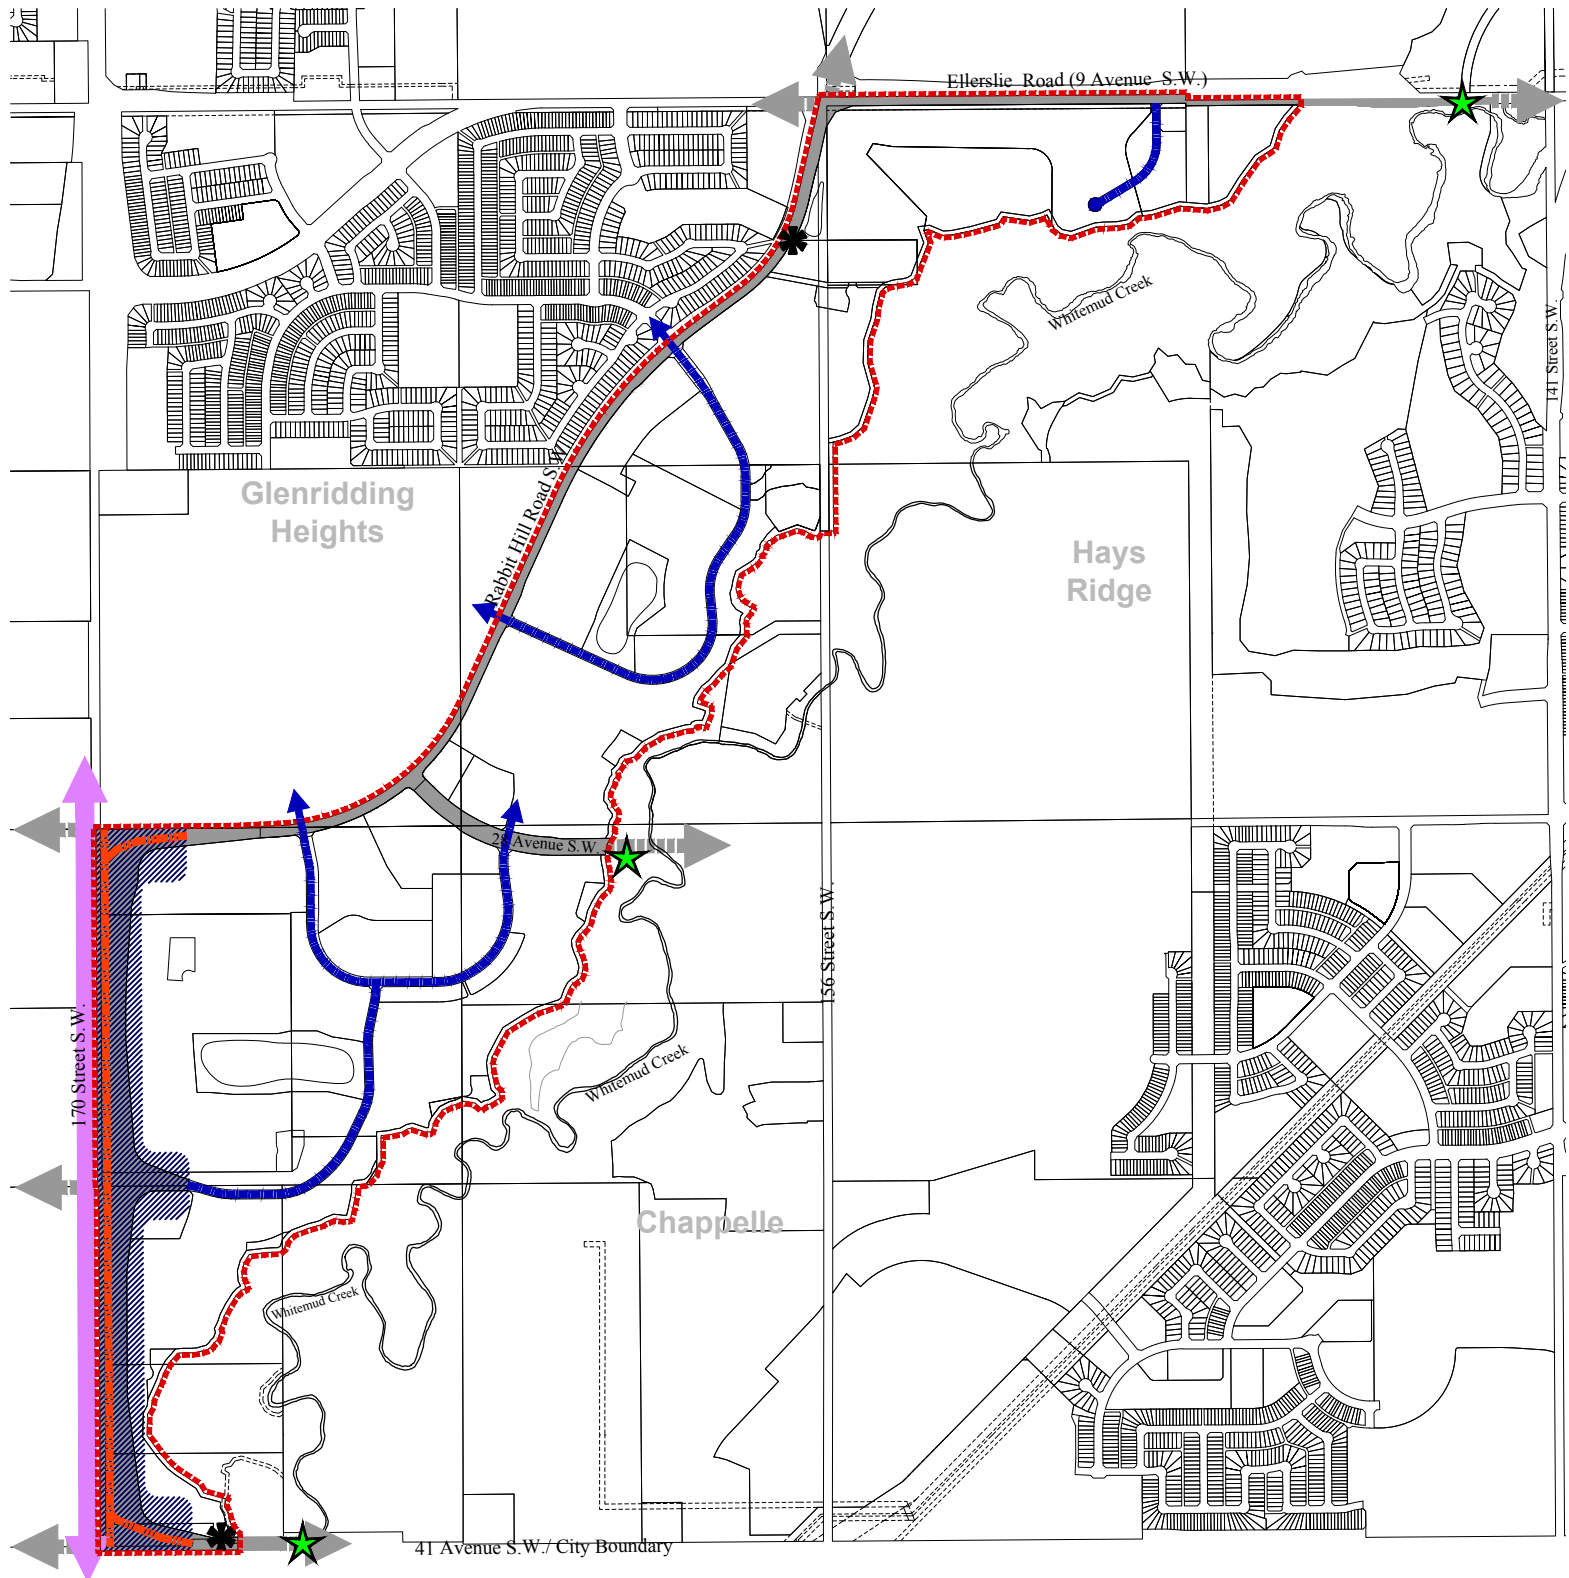 Ellerslie Road (9 Avenue S.W.)
Whitemud Creek
141 Street S.W.
Glenridding
Heights
Rabbit Hill Road S.W.
Hays
Ridge
28 Avenue S.W.
156 Street S.W.
170 Street S.W.
Whitemud Creek
Chappelle
Whitemud Creek
41 Avenue S.W./ City Boundary